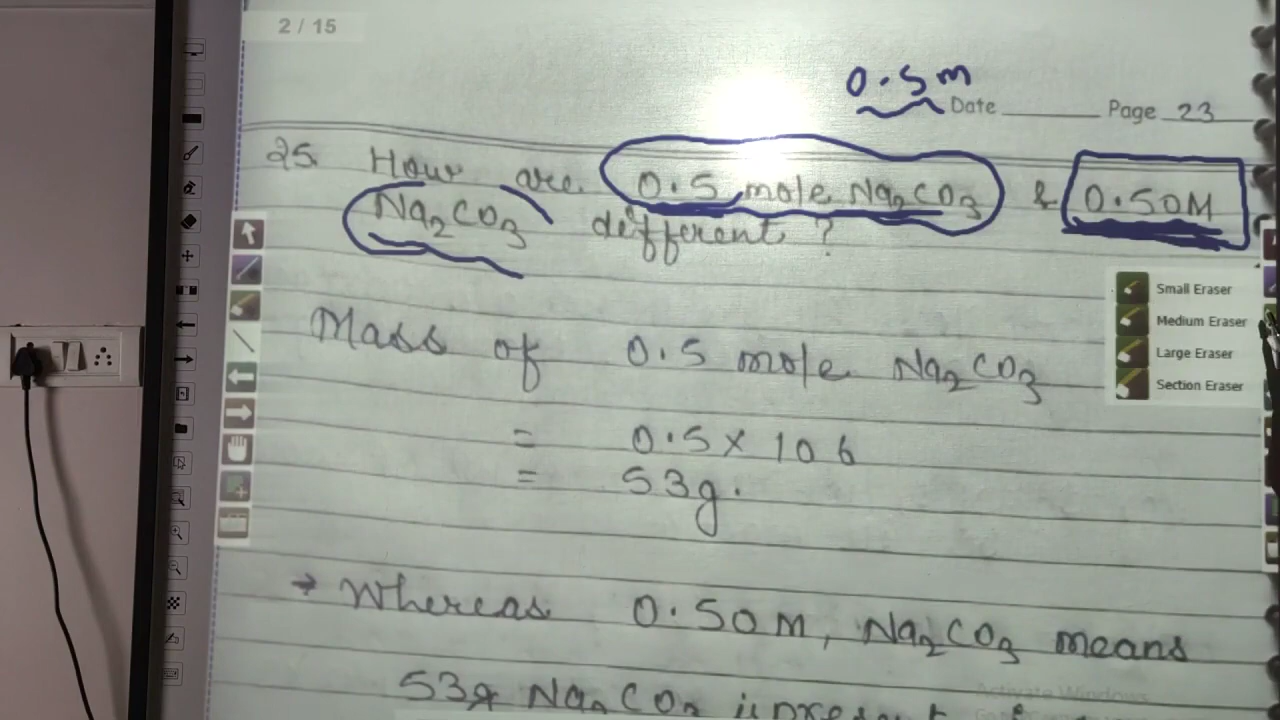 2 / 15
0.5 m
Date Page 23
25. How are 0.5 mole Na2CO3 & 0.50M
Na2CO3 different ?
Small Eraser
Medium Eraser
Large Eraser
Section Eraser
Mass of 0.5 mole Na2CO3
= 0.5 × 106
= 53g.
→ Whereas 0.50M, Na2CO3 means
53g Na2CO3 is present
Activate Windows